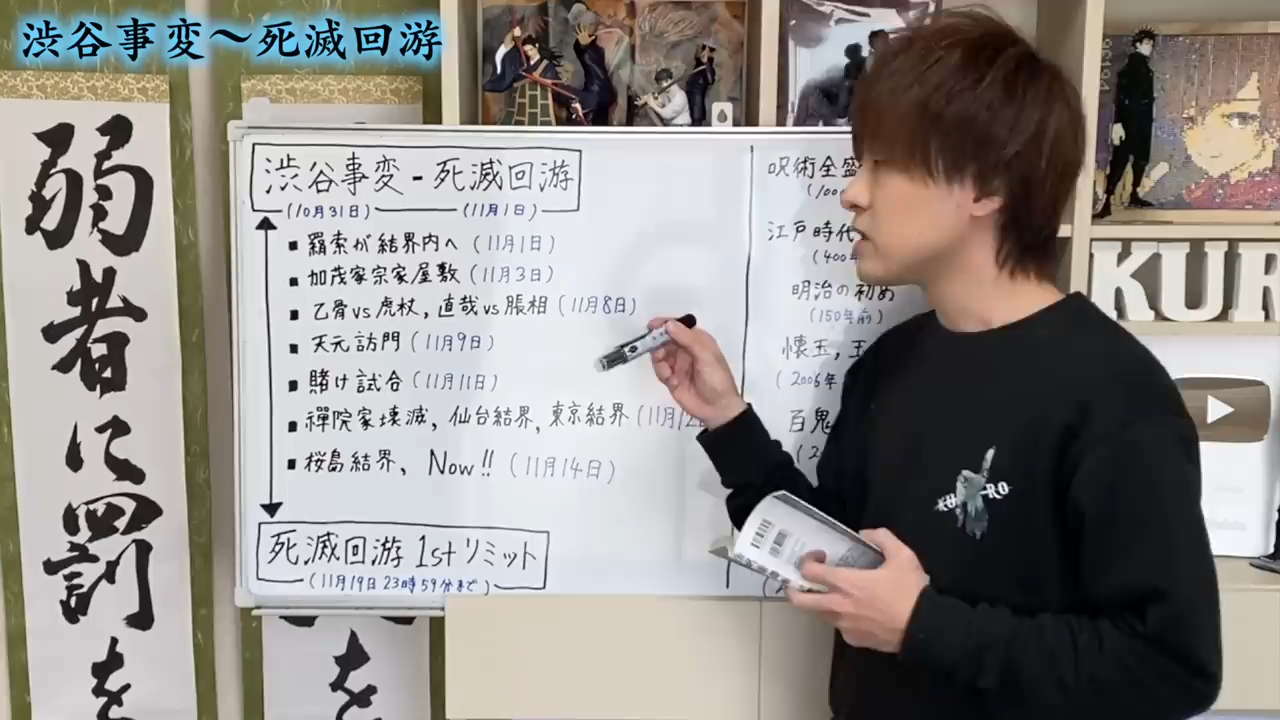 渋谷事変〜死滅回游
弱者に罰を
を
渋谷事変-死滅回游
(10月31日) (11月1日)
羂索が結界内へ (11月1日)
加茂家宗家屋敷 (11月3日)
乙骨vs虎杖, 直哉vs脹相 (11月8日)
天元訪問 (11月9日)
賭け試合 (11月11日)
禪院家壊滅, 仙台結界, 東京結界 (11月12日
桜島結界, Now!! (11月14日)
死滅回游 1stリミット
(11月19日23時59分まで)
呪術全盛
江戸時代
(400年
明治の初め
(150年前)
懐玉, 玉
(2006年
百鬼
KUR